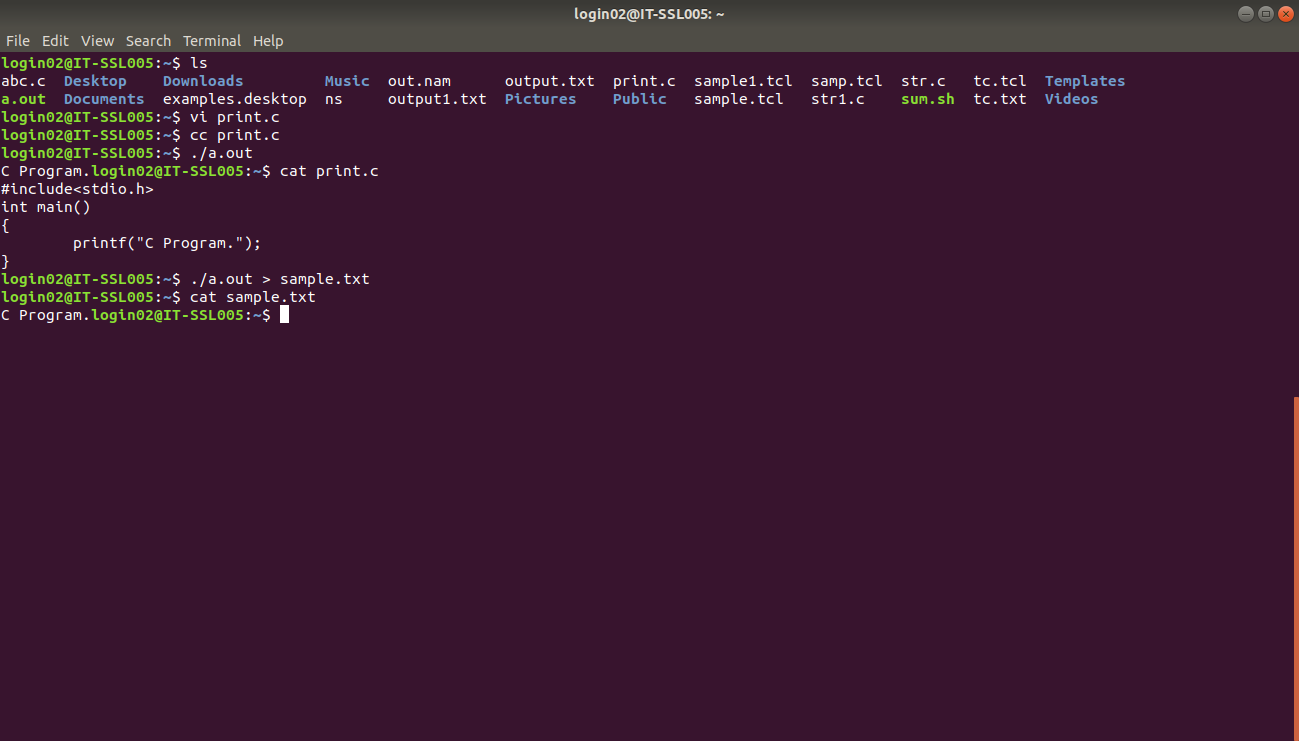 login02@IT-SSL005: ~
File Edit View Search Terminal Help
login02@IT-SSL005:~$ ls
abc.c  Desktop    Downloads         Music  out.nam      output.txt  print.c  sample1.tcl  samp.tcl  str.c   tc.tcl  Templates
a.out  Documents  examples.desktop  ns     output1.txt  Pictures    Public   sample.tcl   str1.c    sum.sh  tc.txt  Videos
login02@IT-SSL005:~$ vi print.c
login02@IT-SSL005:~$ cc print.c
login02@IT-SSL005:~$ ./a.out
C Program.login02@IT-SSL005:~$ cat print.c
#include<stdio.h>
int main()
{
        printf("C Program.");
}
login02@IT-SSL005:~$ ./a.out > sample.txt
login02@IT-SSL005:~$ cat sample.txt
C Program.login02@IT-SSL005:~$